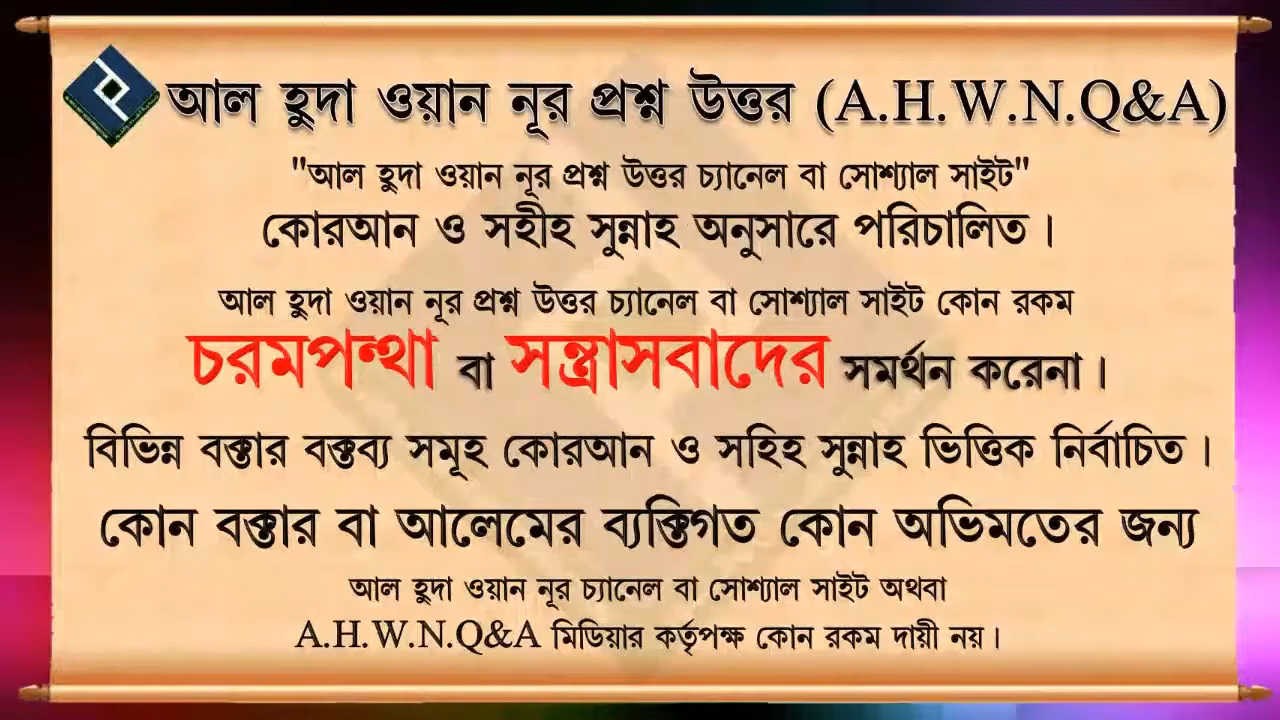 আল হুদা ওয়ান নূর প্রশ্ন উত্তর (A.H.W.N.Q&A)
"আল হুদা ওয়ান নূর প্রশ্ন উত্তর চ্যানেল বা সোশ্যাল সাইট"
কোরআন ও সহীহ সুন্নাহ অনুসারে পরিচালিত।
আল হুদা ওয়ান নূর প্রশ্ন উত্তর চ্যানেল বা সোশ্যাল সাইট কোন রকম
চরমপন্থা বা সন্ত্রাসবাদের সমর্থন করেনা।
বিভিন্ন বক্তার বক্তব্য সমূহ কোরআন ও সহিহ সুন্নাহ ভিত্তিক নির্বাচিত।
কোন বক্তার বা আলেমের ব্যক্তিগত কোন অভিমতের জন্য
আল হুদা ওয়ান নূর চ্যানেল বা সোশ্যাল সাইট অথবা
A.H.W.N.Q&A মিডিয়ার কর্তৃপক্ষ কোন রকম দায়ী নয়।